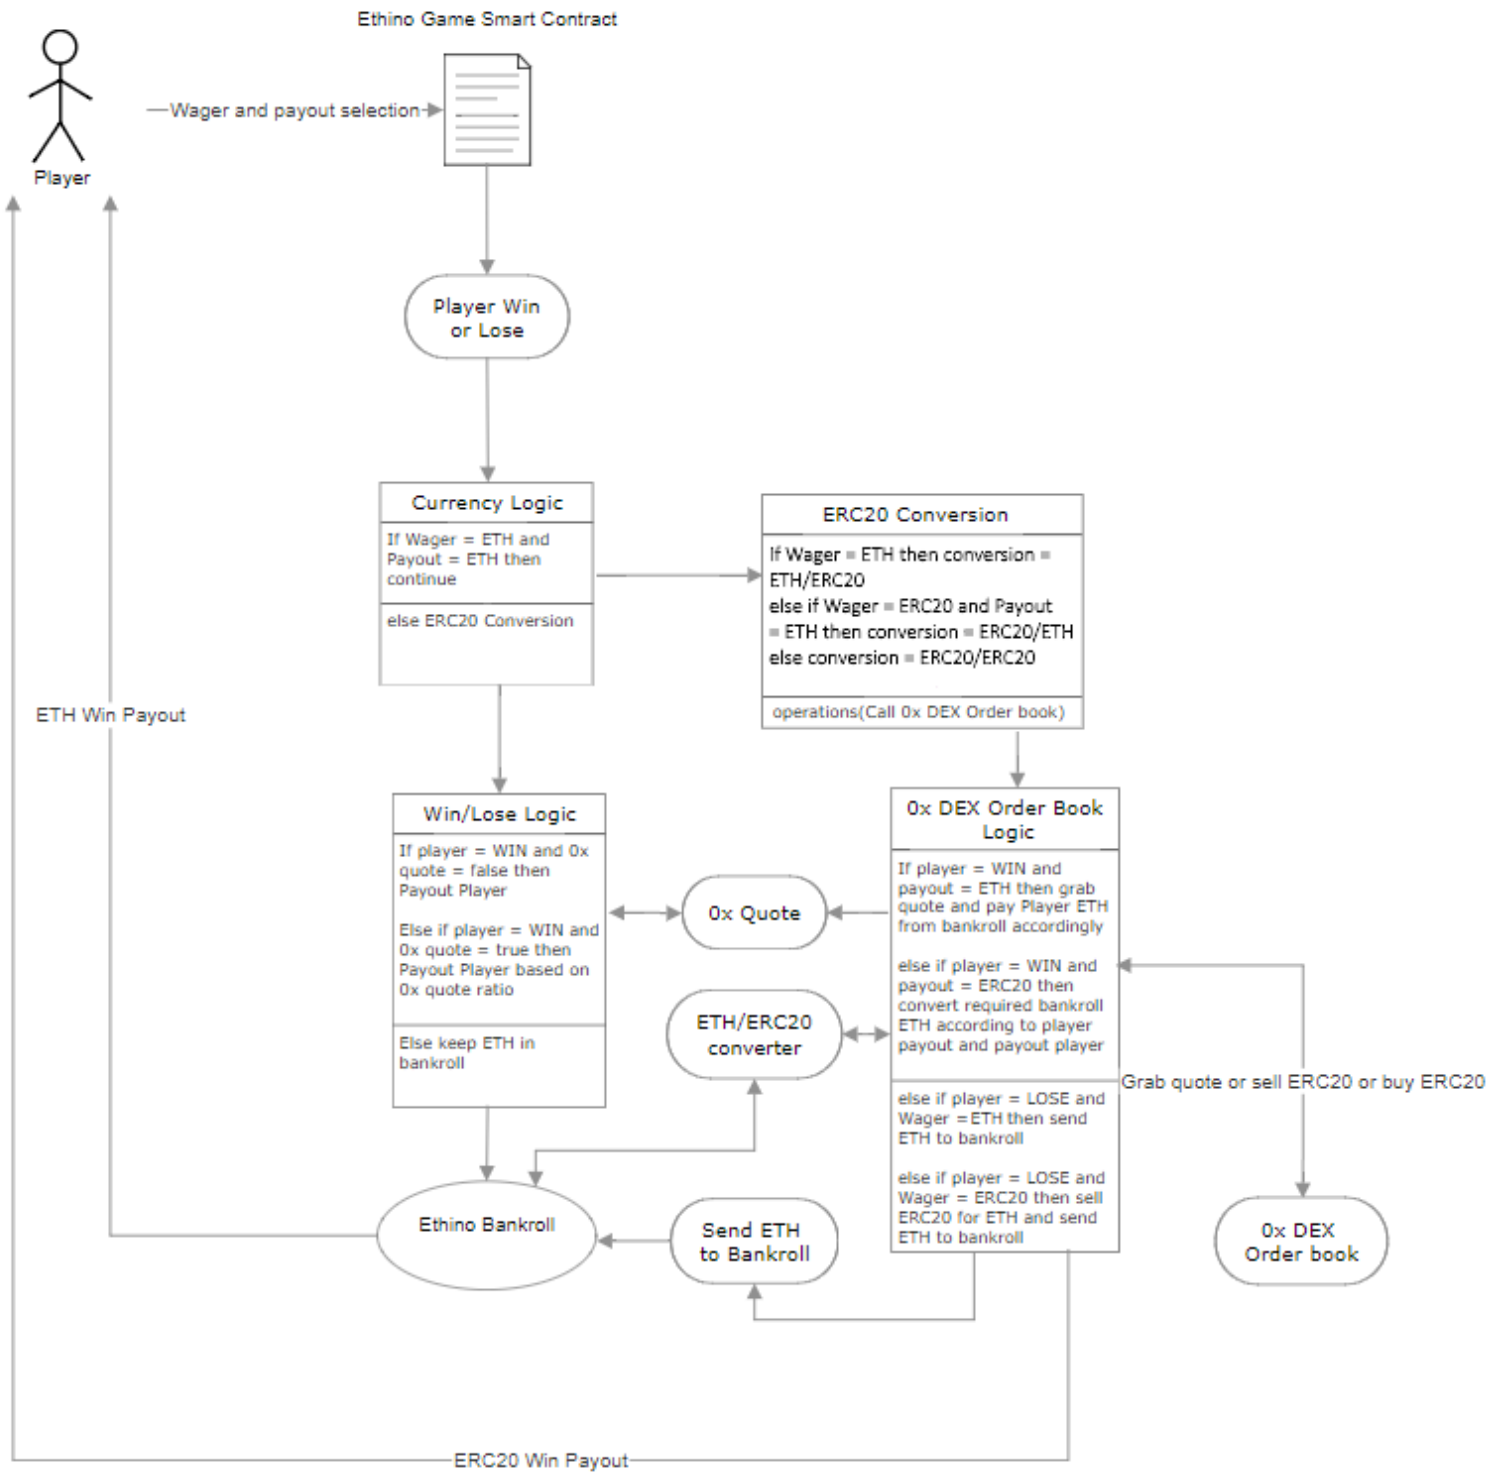 Ethino Game Smart Contract
Wager and payout selection
Player
Player Win
or Lose
Currency Logic
If Wager = ETH and
Payout = ETH then
continue
else ERC20 Conversion
ERC20 Conversion
If Wager = ETH then conversion =
ETH/ERC20
else if Wager = ERC20 and Payout
= ETH then conversion = ERC20/ETH
else conversion = ERC20/ERC20
operations(Call 0x DEX Order book)
ETH Win Payout
Win/Lose Logic
If player = WIN and 0x
quote = false then
Payout Player
Else if player = WIN and
0x quote = true then
Payout Player based on
0x quote ratio
Else keep ETH in
bankroll
0x Quote
ETH/ERC20
converter
0x DEX Order Book
Logic
If player = WIN and
payout = ETH then grab
quote and pay Player ETH
from bankroll accordingly
else if player = WIN and
payout = ERC20 then
convert required bankroll
ETH according to player
payout and payout player
else if player = LOSE and
Wager =ETH then send
ETH to bankroll
else if player = LOSE and
Wager = ERC20 then sell
ERC20 for ETH and send
ETH to bankroll
Grab quote or sell ERC20 or buy ERC20
Ethino Bankroll
Send ETH
to Bankroll
0x DEX
Order book
ERC20 Win Payout